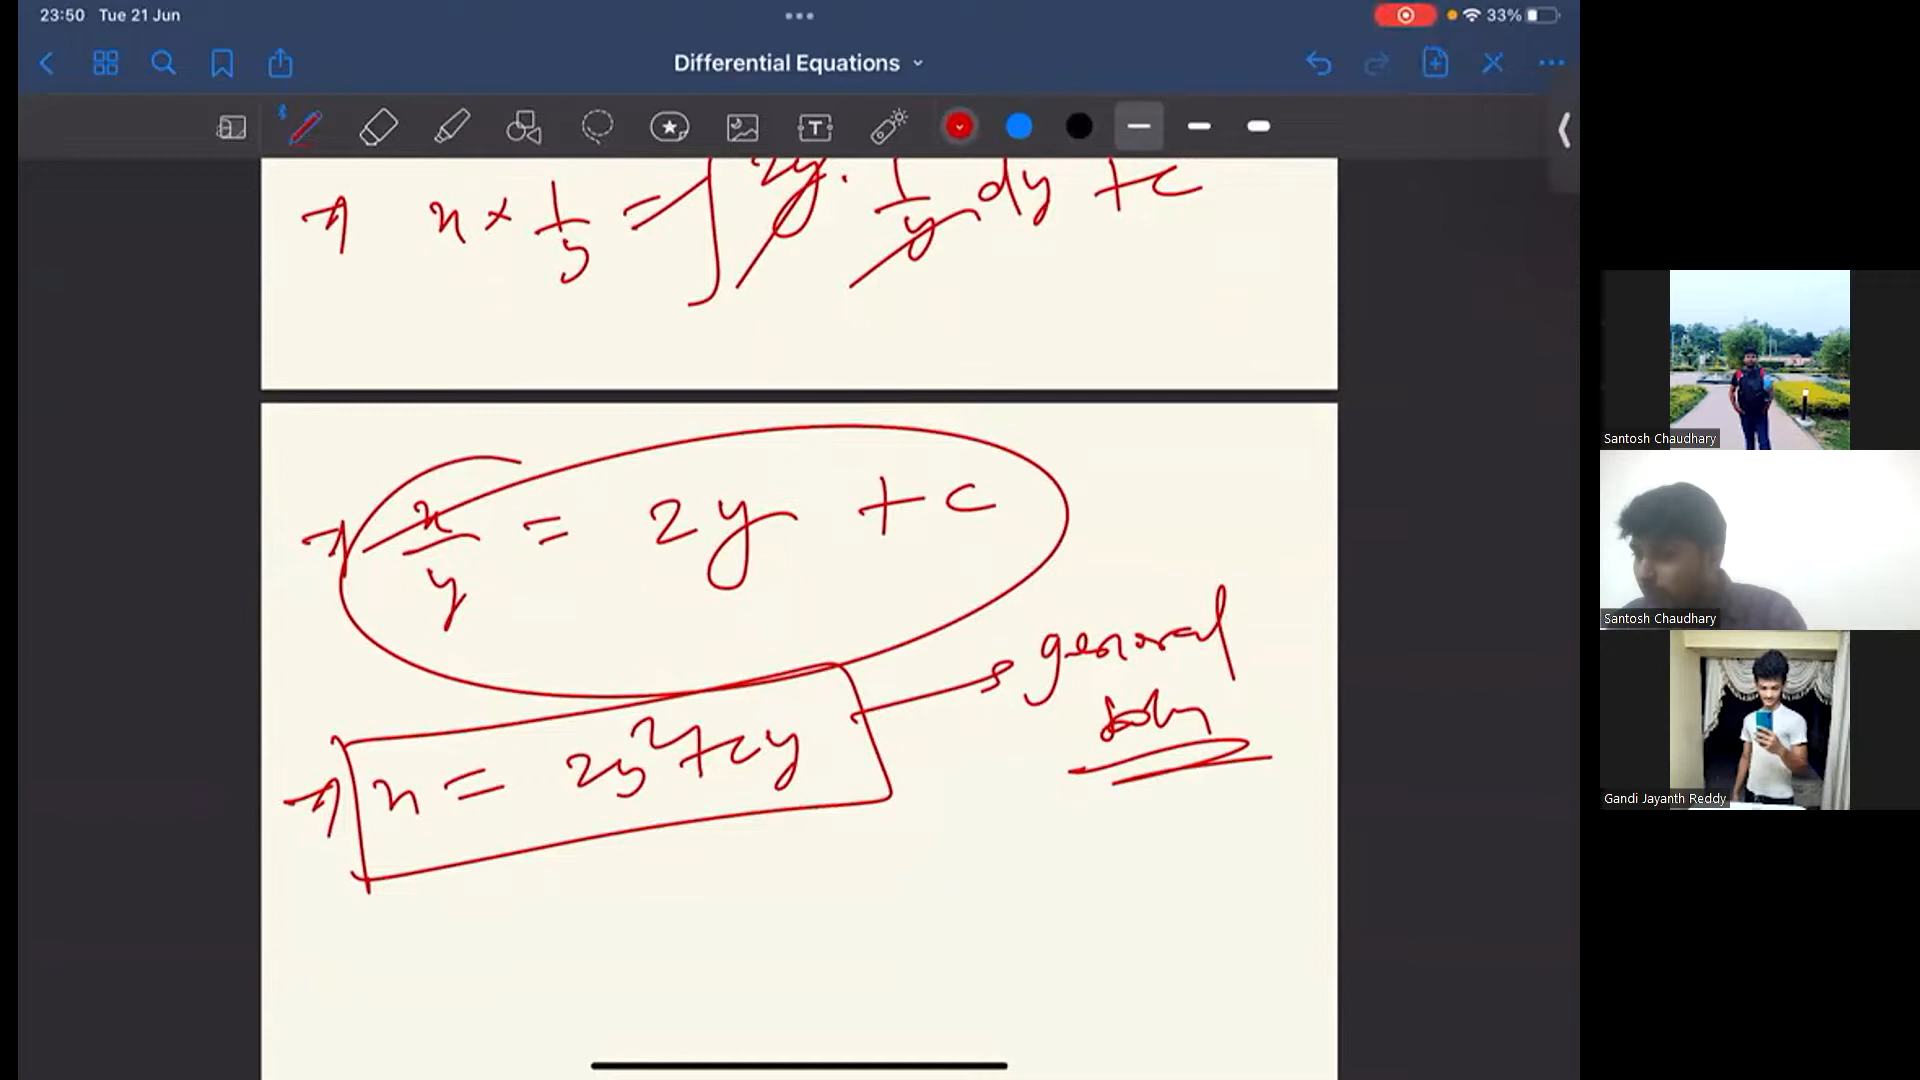 23:50 Tue 21 Jun
33%
Differential Equations
T
⇒ x × 1/y = ∫ 2y · 1/y dy + c
⇒ x/y = 2y + c
⇒ x = 2y² + cy
general
soln
Santosh Chaudhary
Santosh Chaudhary
Gandi Jayanth Reddy